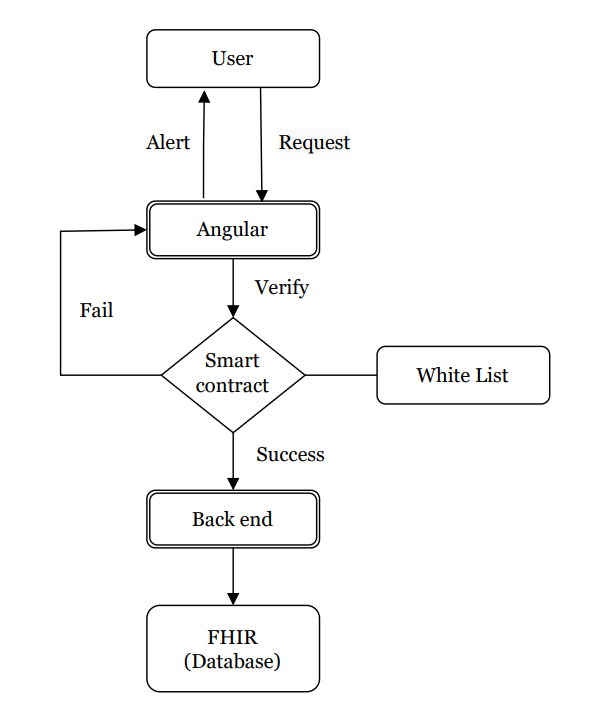 User
Alert
Request
Angular
Verify
Fail
Smart
contract
White List
Success
Back end
FHIR
(Database)